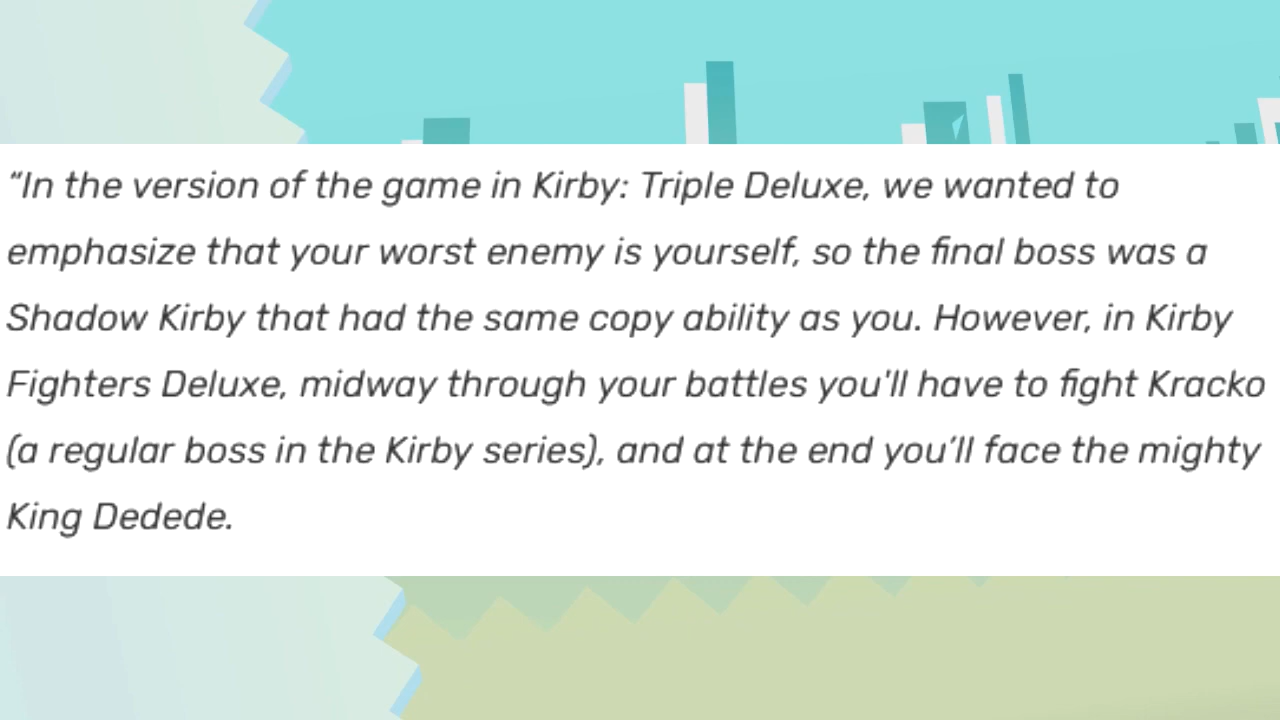 “In the version of the game in Kirby: Triple Deluxe, we wanted to
emphasize that your worst enemy is yourself, so the final boss was a
Shadow Kirby that had the same copy ability as you. However, in Kirby
Fighters Deluxe, midway through your battles you'll have to fight Kracko
(a regular boss in the Kirby series), and at the end you’ll face the mighty
King Dedede.